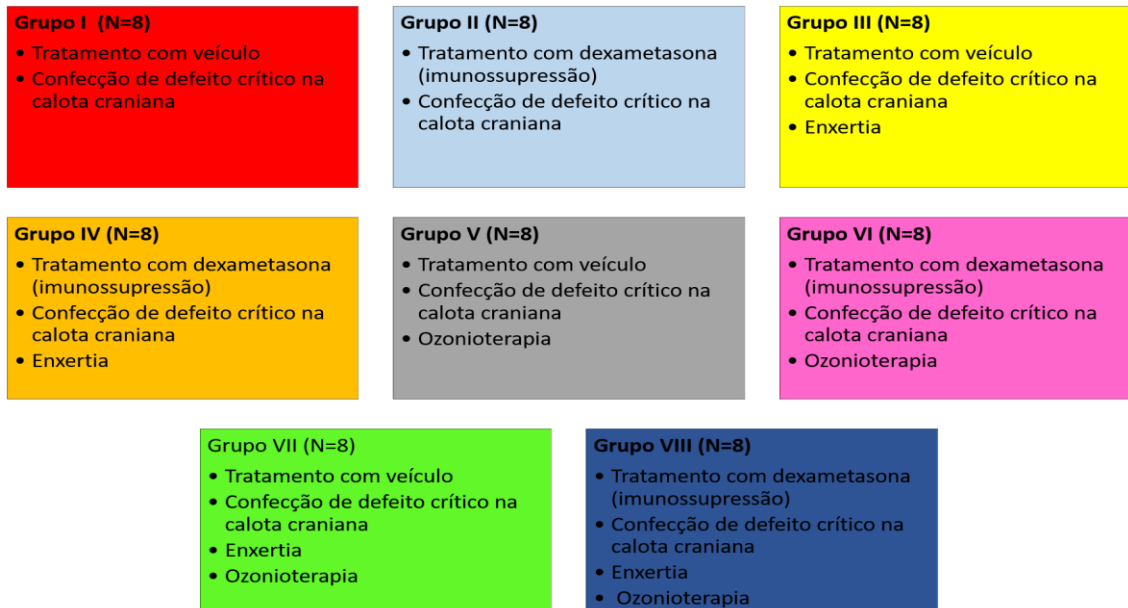 Grupo I (N=8)
• Tratamento com veículo
• Confecção de defeito crítico na
calota craniana
Grupo II (N=8)
• Tratamento com dexametasona
(imunossupressão)
• Confecção de defeito crítico na
calota craniana
Grupo III (N=8)
• Tratamento com veículo
• Confecção de defeito crítico na
calota craniana
• Enxertia
Grupo IV (N=8)
• Tratamento com dexametasona
(imunossupressão)
• Confecção de defeito crítico na
calota craniana
• Enxertia
Grupo V (N=8)
• Tratamento com veículo
• Confecção de defeito crítico na
calota craniana
• Ozonioterapia
Grupo VI (N=8)
• Tratamento com dexametasona
(imunossupressão)
• Confecção de defeito crítico na
calota craniana
• Ozonioterapia
Grupo VII (N=8)
• Tratamento com veículo
• Confecção de defeito crítico na
calota craniana
• Enxertia
• Ozonioterapia
Grupo VIII (N=8)
• Tratamento com dexametasona
(imunossupressão)
• Confecção de defeito crítico na
calota craniana
• Enxertia
• Ozonioterapia